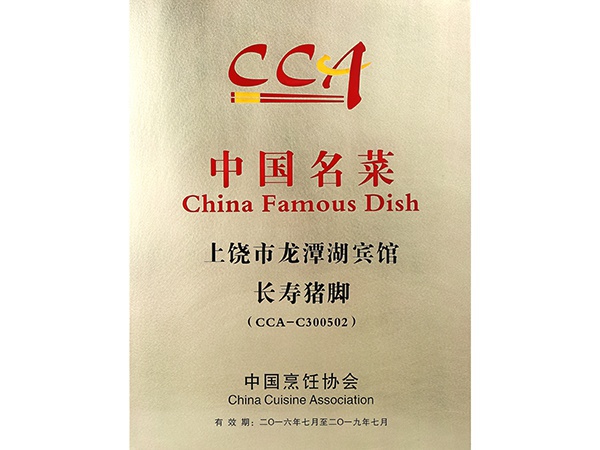 CCA
中国名菜
China Famous Dish
上饶市龙潭湖宾馆
长寿猪脚
(CCA-C300502)
中国烹饪协会
China Cuisine Association
有效期:二〇一六年七月至二〇一九年七月